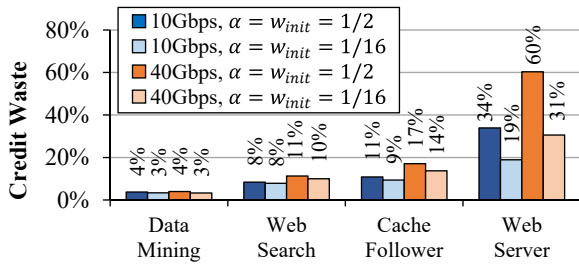 Credit Waste
80%
60%
40%
20%
0%
10Gbps, α = w_init = 1/2
10Gbps, α = w_init = 1/16
40Gbps, α = w_init = 1/2
40Gbps, α = w_init = 1/16
4%
3%
4%
3%
8%
8%
11%
10%
11%
9%
17%
14%
34%
19%
60%
31%
Data
Mining
Web
Search
Cache
Follower
Web
Server